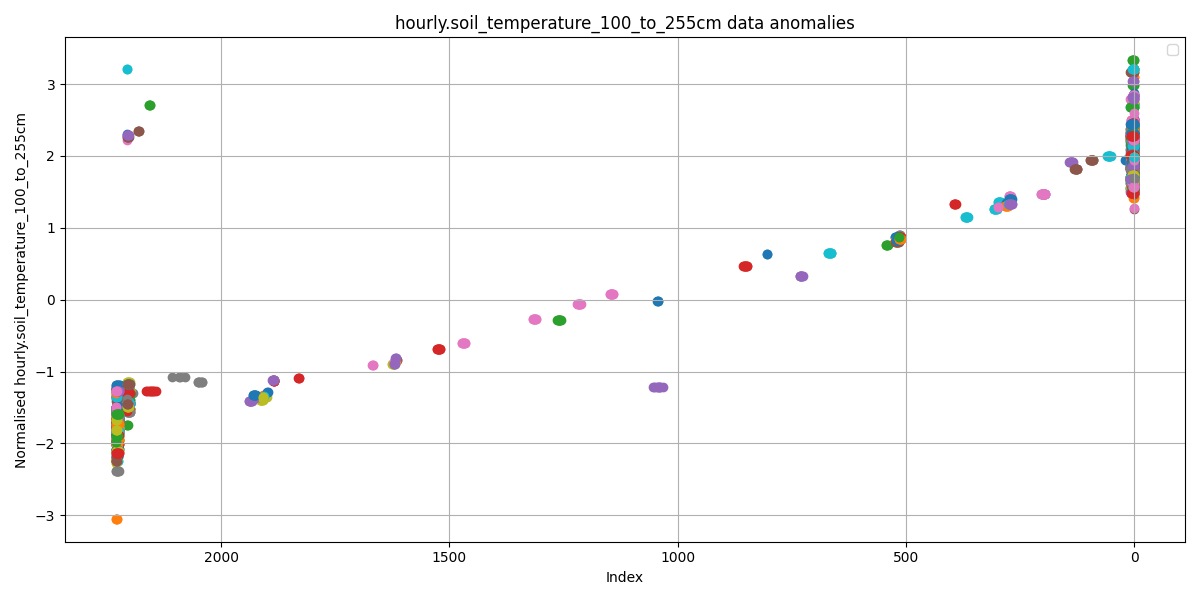 hourly.soil_temperature_100_to_255cm data anomalies
Normalised hourly.soil_temperature_100_to_255cm
3
2
1
0
−1
−2
−3
2000 1500 1000 500 0
Index